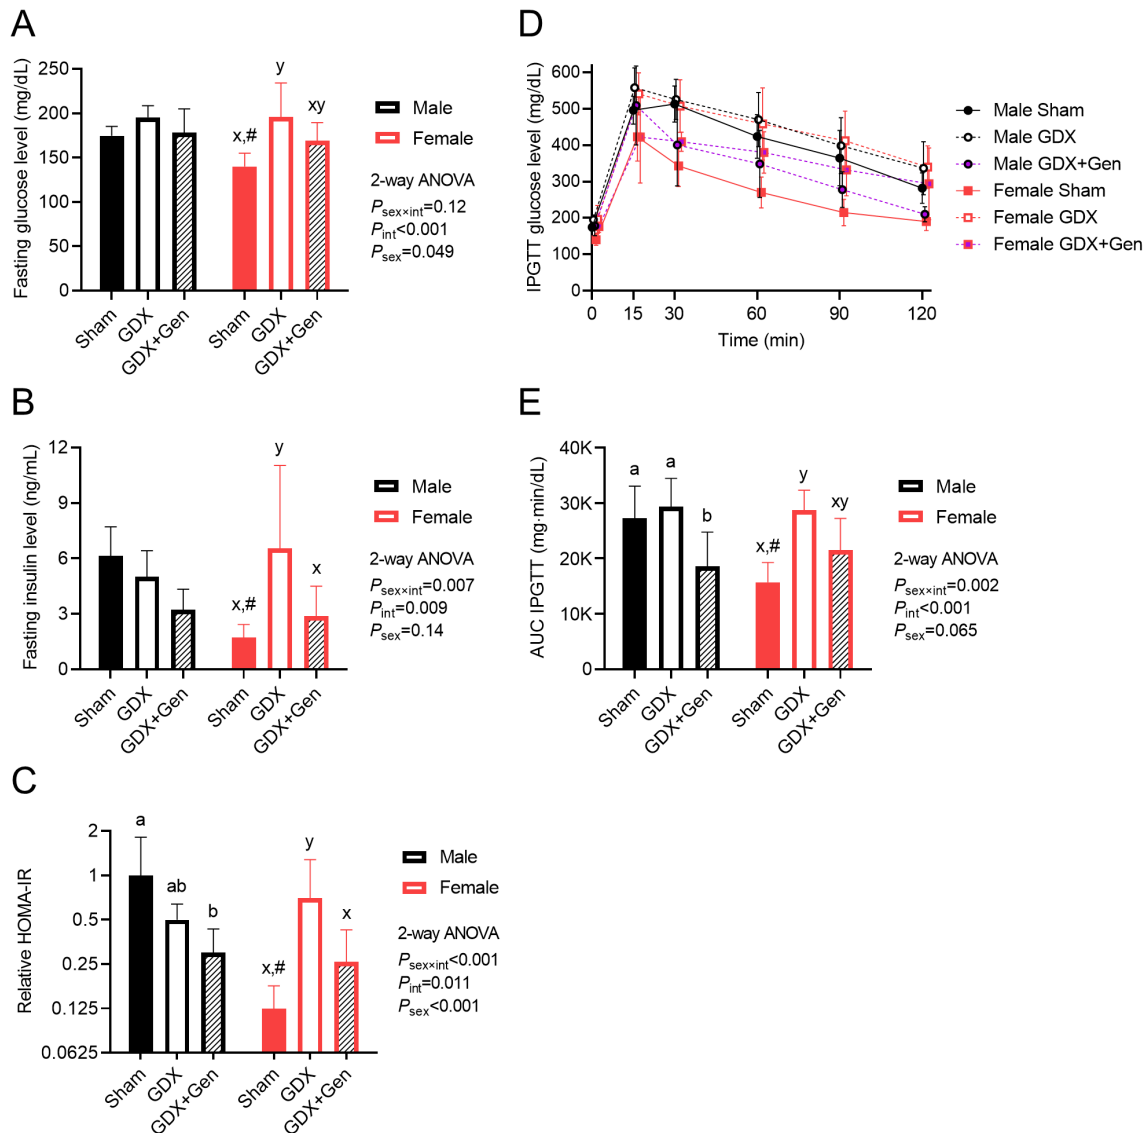 A
Fasting glucose level (mg/dL)
250
200
150
100
50
0
x,#
y
xy
Sham
GDX
GDX+Gen
Sham
GDX
GDX+Gen
Male
Female
2-way ANOVA
Psex×int=0.12
Pint<0.001
Psex=0.049
D
IPGTT glucose level (mg/dL)
600
500
400
300
200
100
0
0 15 30 60 90 120
Time (min)
Male Sham
Male GDX
Male GDX+Gen
Female Sham
Female GDX
Female GDX+Gen
B
Fasting insulin level (ng/mL)
12
9
6
3
0
x,#
y
x
Sham
GDX
GDX+Gen
Sham
GDX
GDX+Gen
Male
Female
2-way ANOVA
Psex×int=0.007
Pint=0.009
Psex=0.14
E
AUC IPGTT (mg·min/dL)
40K
30K
20K
10K
0
a
a
b
x,#
y
xy
Sham
GDX
GDX+Gen
Sham
GDX
GDX+Gen
Male
Female
2-way ANOVA
Psex×int=0.002
Pint<0.001
Psex=0.065
C
Relative HOMA-IR
2
1
0.5
0.25
0.125
0.0625
a
ab
b
x,#
y
x
Sham
GDX
GDX+Gen
Sham
GDX
GDX+Gen
Male
Female
2-way ANOVA
Psex×int<0.001
Pint=0.011
Psex<0.001